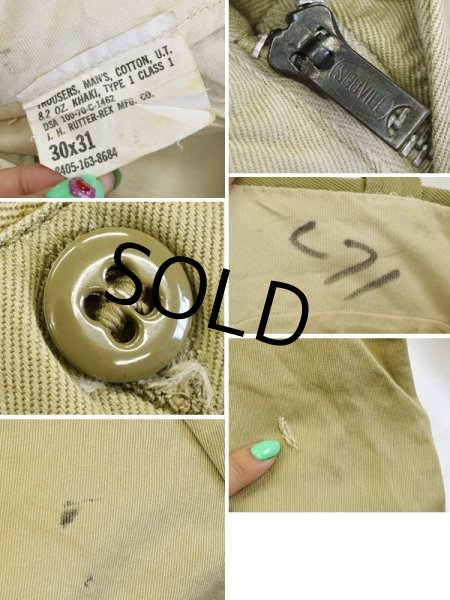 TROUSERS, MAN'S, COTTON, U.T.
8.2 OZ. KHAKI, TYPE 1 CLASS 1
DSA 100-70-C-1462
J. H. RUTTER-REX MFG. CO.
30x31
8405-163-8684
SCOVILL
SOLD